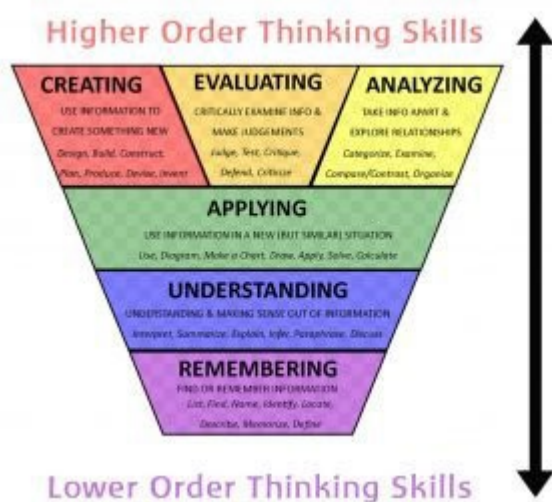 Higher Order Thinking Skills
CREATING
USE INFORMATION TO
CREATE SOMETHING NEW
Design, Build, Construct,
Plan, Produce, Devise, Invent
EVALUATING
CRITICALLY EXAMINE INFO &
MAKE JUDGEMENTS
Judge, Test, Critique,
Defend, Criticize
ANALYZING
TAKE INFO APART &
EXPLORE RELATIONSHIPS
Categorize, Examine,
Compare/Contrast, Organize
APPLYING
USE INFORMATION IN A NEW (BUT SIMILAR) SITUATION
Use, Diagram, Make a Chart, Draw, Apply, Solve, Calculate
UNDERSTANDING
UNDERSTANDING & MAKING SENSE OUT OF INFORMATION
Interpret, Summarize, Explain, Infer, Paraphrase, Discuss
REMEMBERING
FIND OR REMEMBER INFORMATION
List, Find, Name, Identify, Locate,
Describe, Memorize, Define
Lower Order Thinking Skills